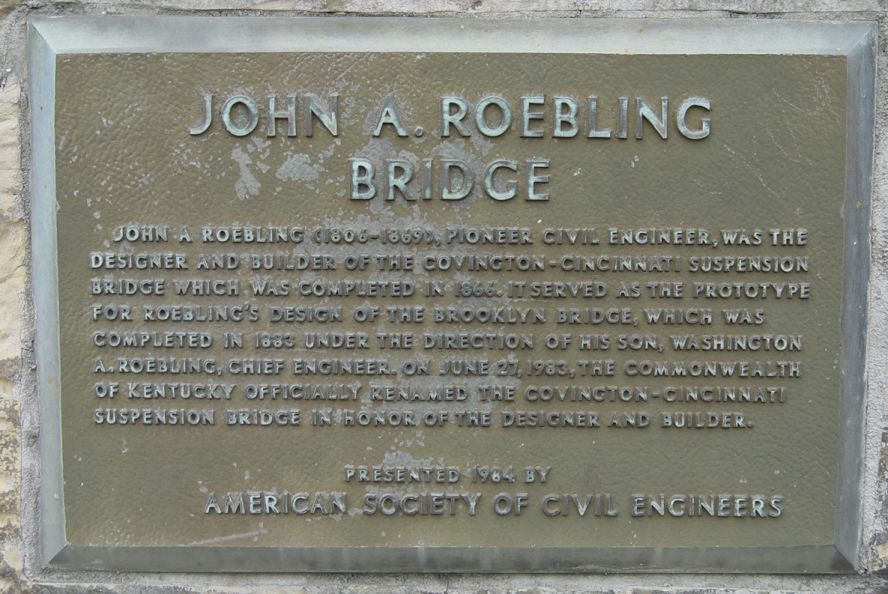 JOHN A. ROEBLING
BRIDGE
JOHN A ROEBLING (1806-1869), PIONEER CIVIL ENGINEER, WAS THE
DESIGNER AND BUILDER OF THE COVINGTON-CINCINNATI SUSPENSION
BRIDGE WHICH WAS COMPLETED IN 1866. IT SERVED AS THE PROTOTYPE
FOR ROEBLING'S DESIGN OF THE BROOKLYN BRIDGE, WHICH WAS
COMPLETED IN 1883 UNDER THE DIRECTION OF HIS SON, WASHINGTON
A. ROEBLING, CHIEF ENGINEER. ON JUNE 27, 1983, THE COMMONWEALTH
OF KENTUCKY OFFICIALLY RENAMED THE COVINGTON-CINCINNATI
SUSPENSION BRIDGE IN HONOR OF THE DESIGNER AND BUILDER.
PRESENTED 1984 BY
AMERICAN SOCIETY OF CIVIL ENGINEERS